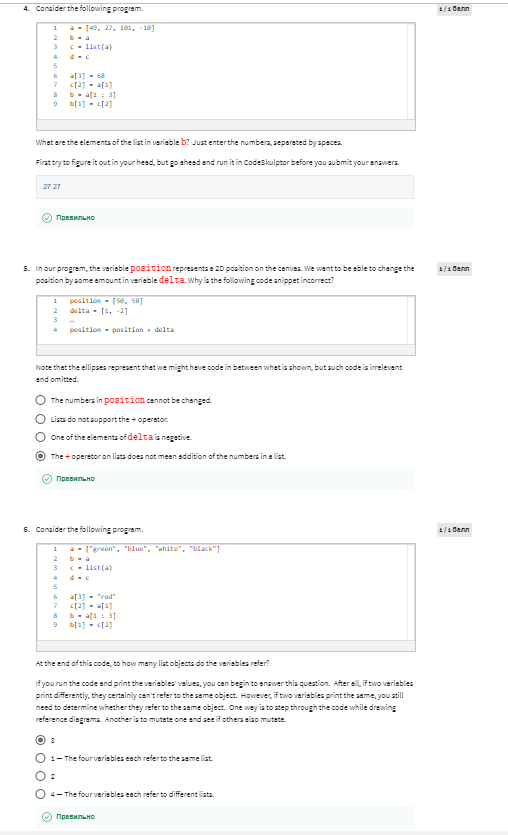 4. Consider the following program.
1 / 1 балл
1 a = [49, 27, 101, -10]
2 b = a
3 c = list(a)
4 d = c
5
6 a[3] = 68
7 c[2] = a[1]
8 b = a[1 : 3]
9 b[1] = c[2]
What are the elements of the list in variable b? Just enter the numbers, separated by spaces.
First try to figure it out in your head, but go ahead and run it in CodeSkulptor before you submit your answers.
27 27
Правильно
5. In our program, the variable position represents a 2D position on the canvas. We want to be able to change the
1 / 1 балл
position by some amount in variable delta. Why is the following code snippet incorrect?
1 position = [50, 50]
2 delta = [1, -2]
3 …
4 position = position + delta
Note that the ellipses represent that we might have code in between what is shown, but such code is irrelevant
and omitted.
The numbers in position cannot be changed.
Lists do not support the + operator.
One of the elements of delta is negative.
The + operator on lists does not mean addition of the numbers in a list.
Правильно
6. Consider the following program.
1 / 1 балл
1 a = ["green", "blue", "white", "black"]
2 b = a
3 c = list(a)
4 d = c
5
6 a[3] = "red"
7 c[2] = a[1]
8 b = a[1 : 3]
9 b[1] = c[2]
At the end of this code, to how many list objects do the variables refer?
If you run the code and print the variables' values, you can begin to answer this question. After all, if two variables
print differently, they certainly can't refer to the same object. However, if two variables print the same, you still
need to determine whether they refer to the same object. One way is to step through the code while drawing
reference diagrams. Another is to mutate one and see if others also mutate.
3
1 — The four variables each refer to the same list.
2
4 — The four variables each refer to different lists.
Правильно